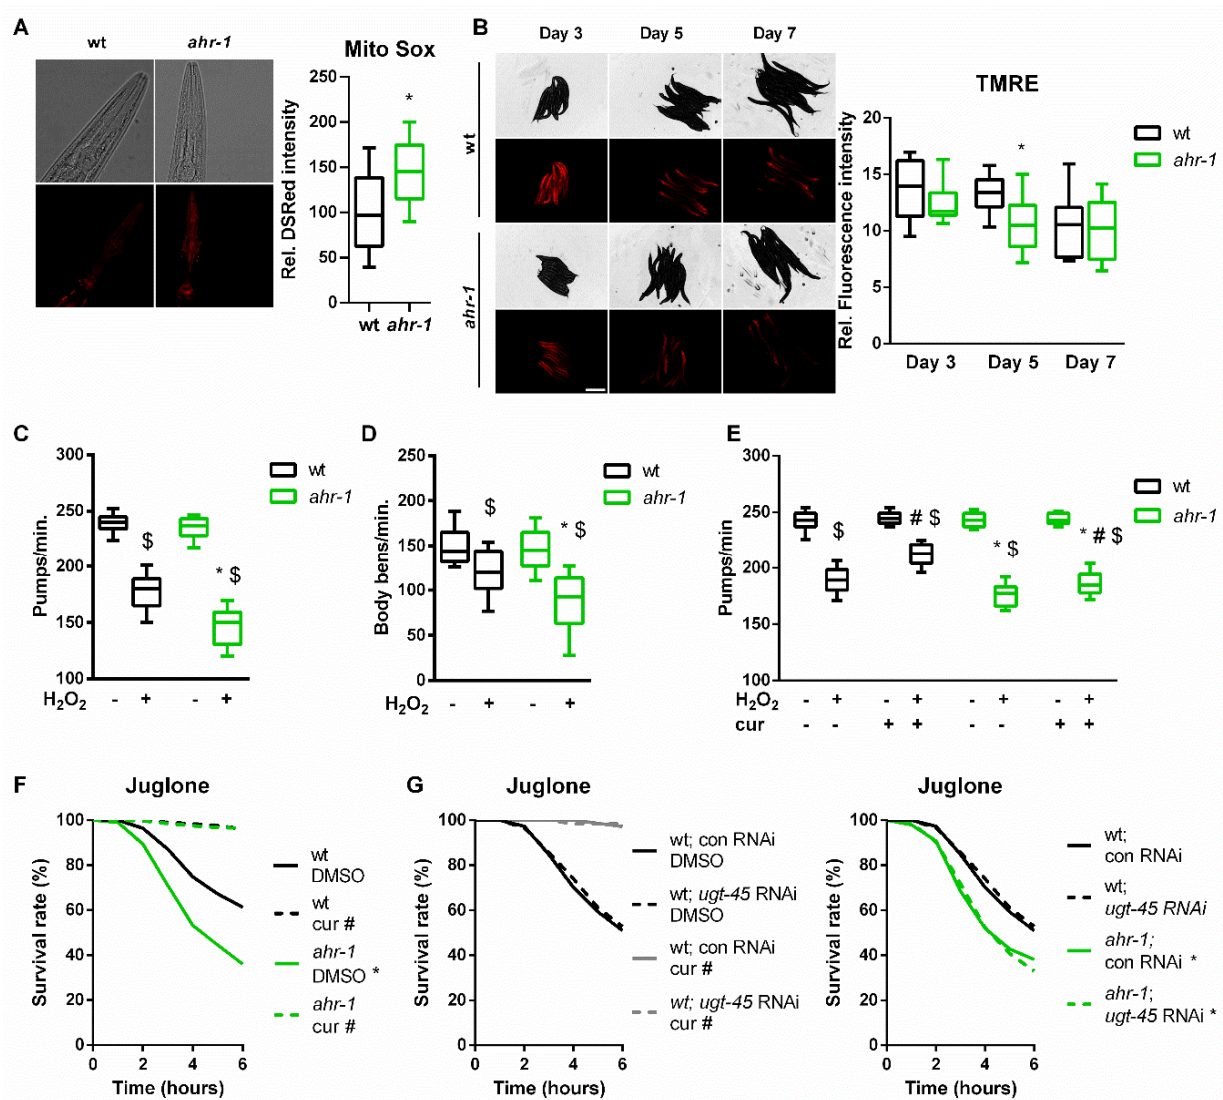 A
wt
ahr-1
Mito Sox
Rel. DSRed intensity
250
200
150
100
50
0
*
wt ahr-1
B
Day 3
Day 5
Day 7
wt
ahr-1
TMRE
Rel. Fluorescence intensity
20
15
10
5
0
*
Day 3
Day 5
Day 7
wt
ahr-1
C
Pumps/min.
300
250
200
150
100
$
* $
H2O2 - + - +
wt
ahr-1
D
Body bens/min.
250
200
150
100
50
0
$
* $
H2O2 - + - +
wt
ahr-1
E
Pumps/min
300
250
200
150
100
$
# $
* $
* # $
H2O2 - + - + - + - +
cur - - + + - - + +
wt
ahr-1
F
Juglone
Survival rate (%)
100
80
60
40
20
0
0 2 4 6
Time (hours)
wt
DMSO
wt
cur #
ahr-1
DMSO *
ahr-1
cur #
G
Juglone
Survival rate (%)
100
80
60
40
20
0
0 2 4 6
Time (hours)
wt; con RNAi
DMSO
wt; ugt-45 RNAi
DMSO
wt; con RNAi
cur #
wt; ugt-45 RNAi
cur #
Juglone
Survival rate (%)
100
80
60
40
20
0
0 2 4 6
Time (hours)
wt;
con RNAi
wt;
ugt-45 RNAi
ahr-1;
con RNAi *
ahr-1;
ugt-45 RNAi *